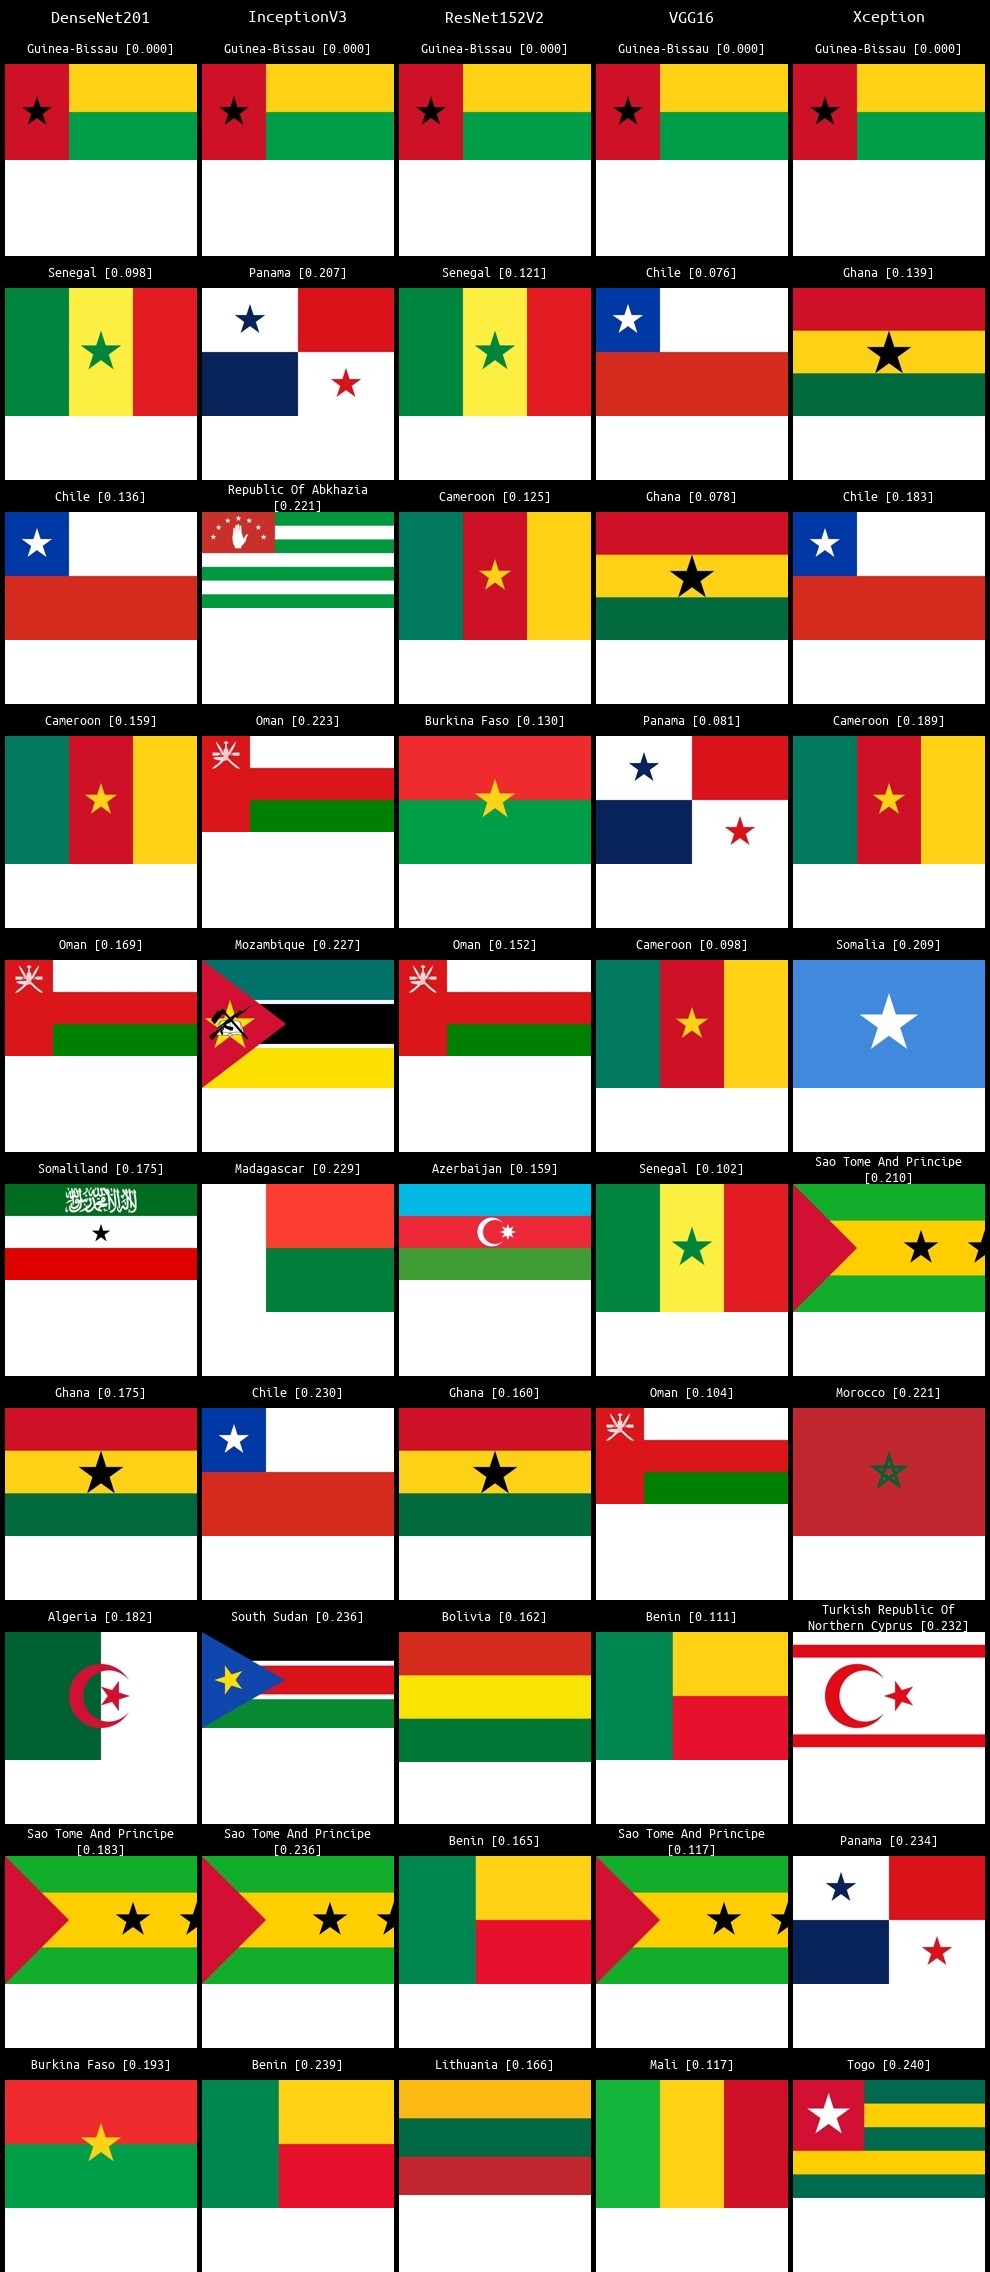 DenseNet201 InceptionV3 ResNet152V2 VGG16 Xception
Guinea-Bissau [0.000] Guinea-Bissau [0.000] Guinea-Bissau [0.000] Guinea-Bissau [0.000] Guinea-Bissau [0.000]
Senegal [0.098] Panama [0.207] Senegal [0.121] Chile [0.076] Ghana [0.139]
Chile [0.136] Republic Of Abkhazia
[0.221] Cameroon [0.125] Ghana [0.078] Chile [0.183]
Cameroon [0.159] Oman [0.223] Burkina Faso [0.130] Panama [0.081] Cameroon [0.189]
Oman [0.169] Mozambique [0.227] Oman [0.152] Cameroon [0.098] Somalia [0.209]
Somaliland [0.175] Madagascar [0.229] Azerbaijan [0.159] Senegal [0.102] Sao Tome And Principe
[0.210]
Ghana [0.175] Chile [0.230] Ghana [0.160] Oman [0.104] Morocco [0.221]
Algeria [0.182] South Sudan [0.236] Bolivia [0.162] Benin [0.111] Turkish Republic Of
Northern Cyprus [0.232]
Sao Tome And Principe
[0.183] Sao Tome And Principe
[0.236] Benin [0.165] Sao Tome And Principe
[0.117] Panama [0.234]
Burkina Faso [0.193] Benin [0.239] Lithuania [0.166] Mali [0.117] Togo [0.240]